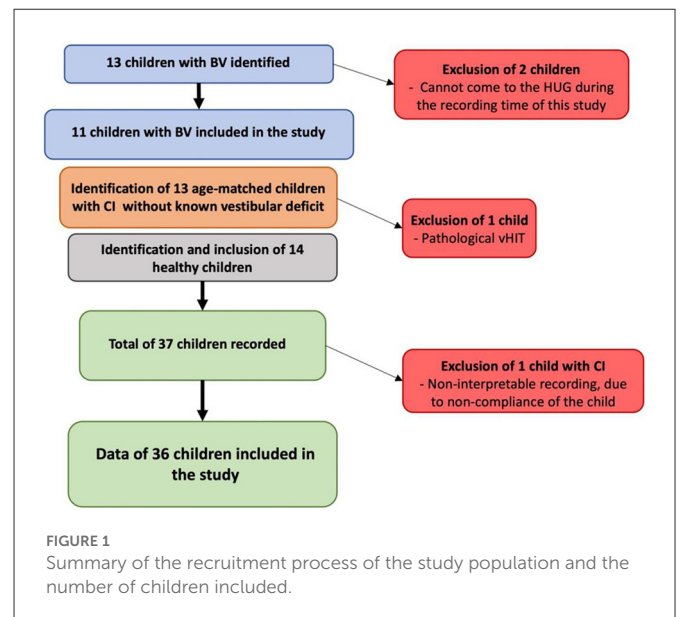 13 children with BV identified
Exclusion of 2 children
- Cannot come to the HUG during
the recording time of this study
11 children with BV included in the study
Identification of 13 age-matched children
with CI without known vestibular deficit
Exclusion of 1 child
- Pathological vHIT
Identification and inclusion of 14
healthy children
Total of 37 children recorded
Exclusion of 1 child with CI
- Non-interpretable recording, due
to non-compliance of the child
Data of 36 children included in
the study
FIGURE 1
Summary of the recruitment process of the study population and the
number of children included.